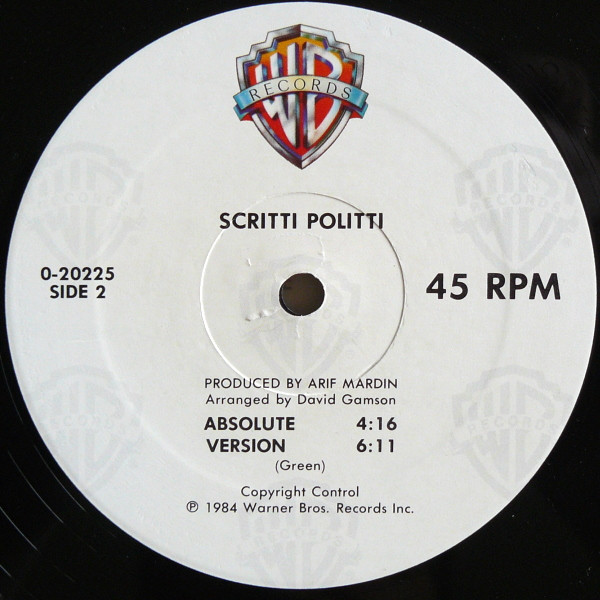 WB
RECORDS
SCRITTI POLITTI
0-20225
SIDE 2
45 RPM
PRODUCED BY ARIF MARDIN
Arranged by David Gamson
ABSOLUTE 4:16
VERSION 6:11
(Green)
Copyright Control
℗ 1984 Warner Bros. Records Inc.